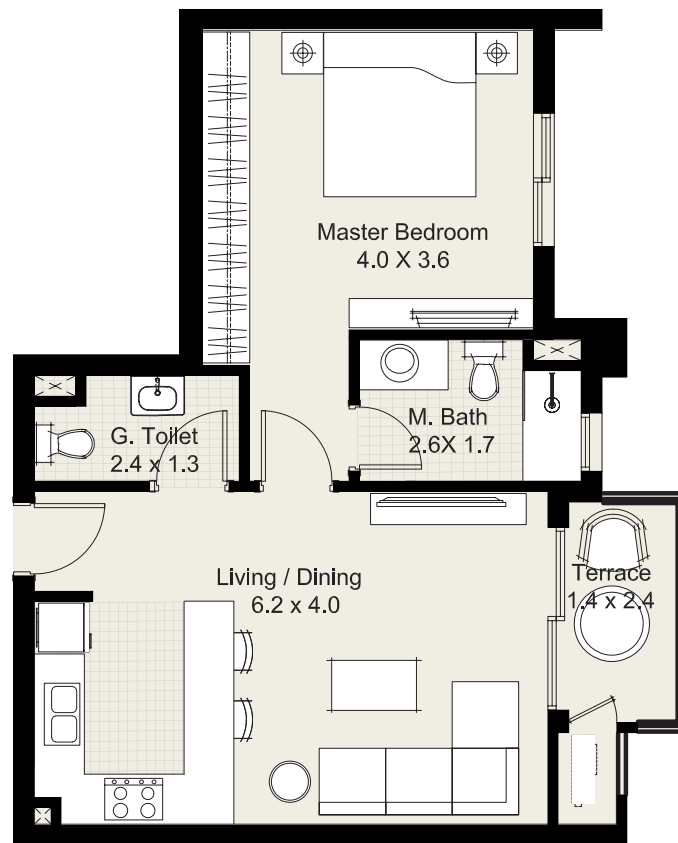 Master Bedroom
4.0 X 3.6
M. Bath
2.6X 1.7
G. Toilet
2.4 x 1.3
Living / Dining
6.2 x 4.0
Terrace
1.4 x 2.4